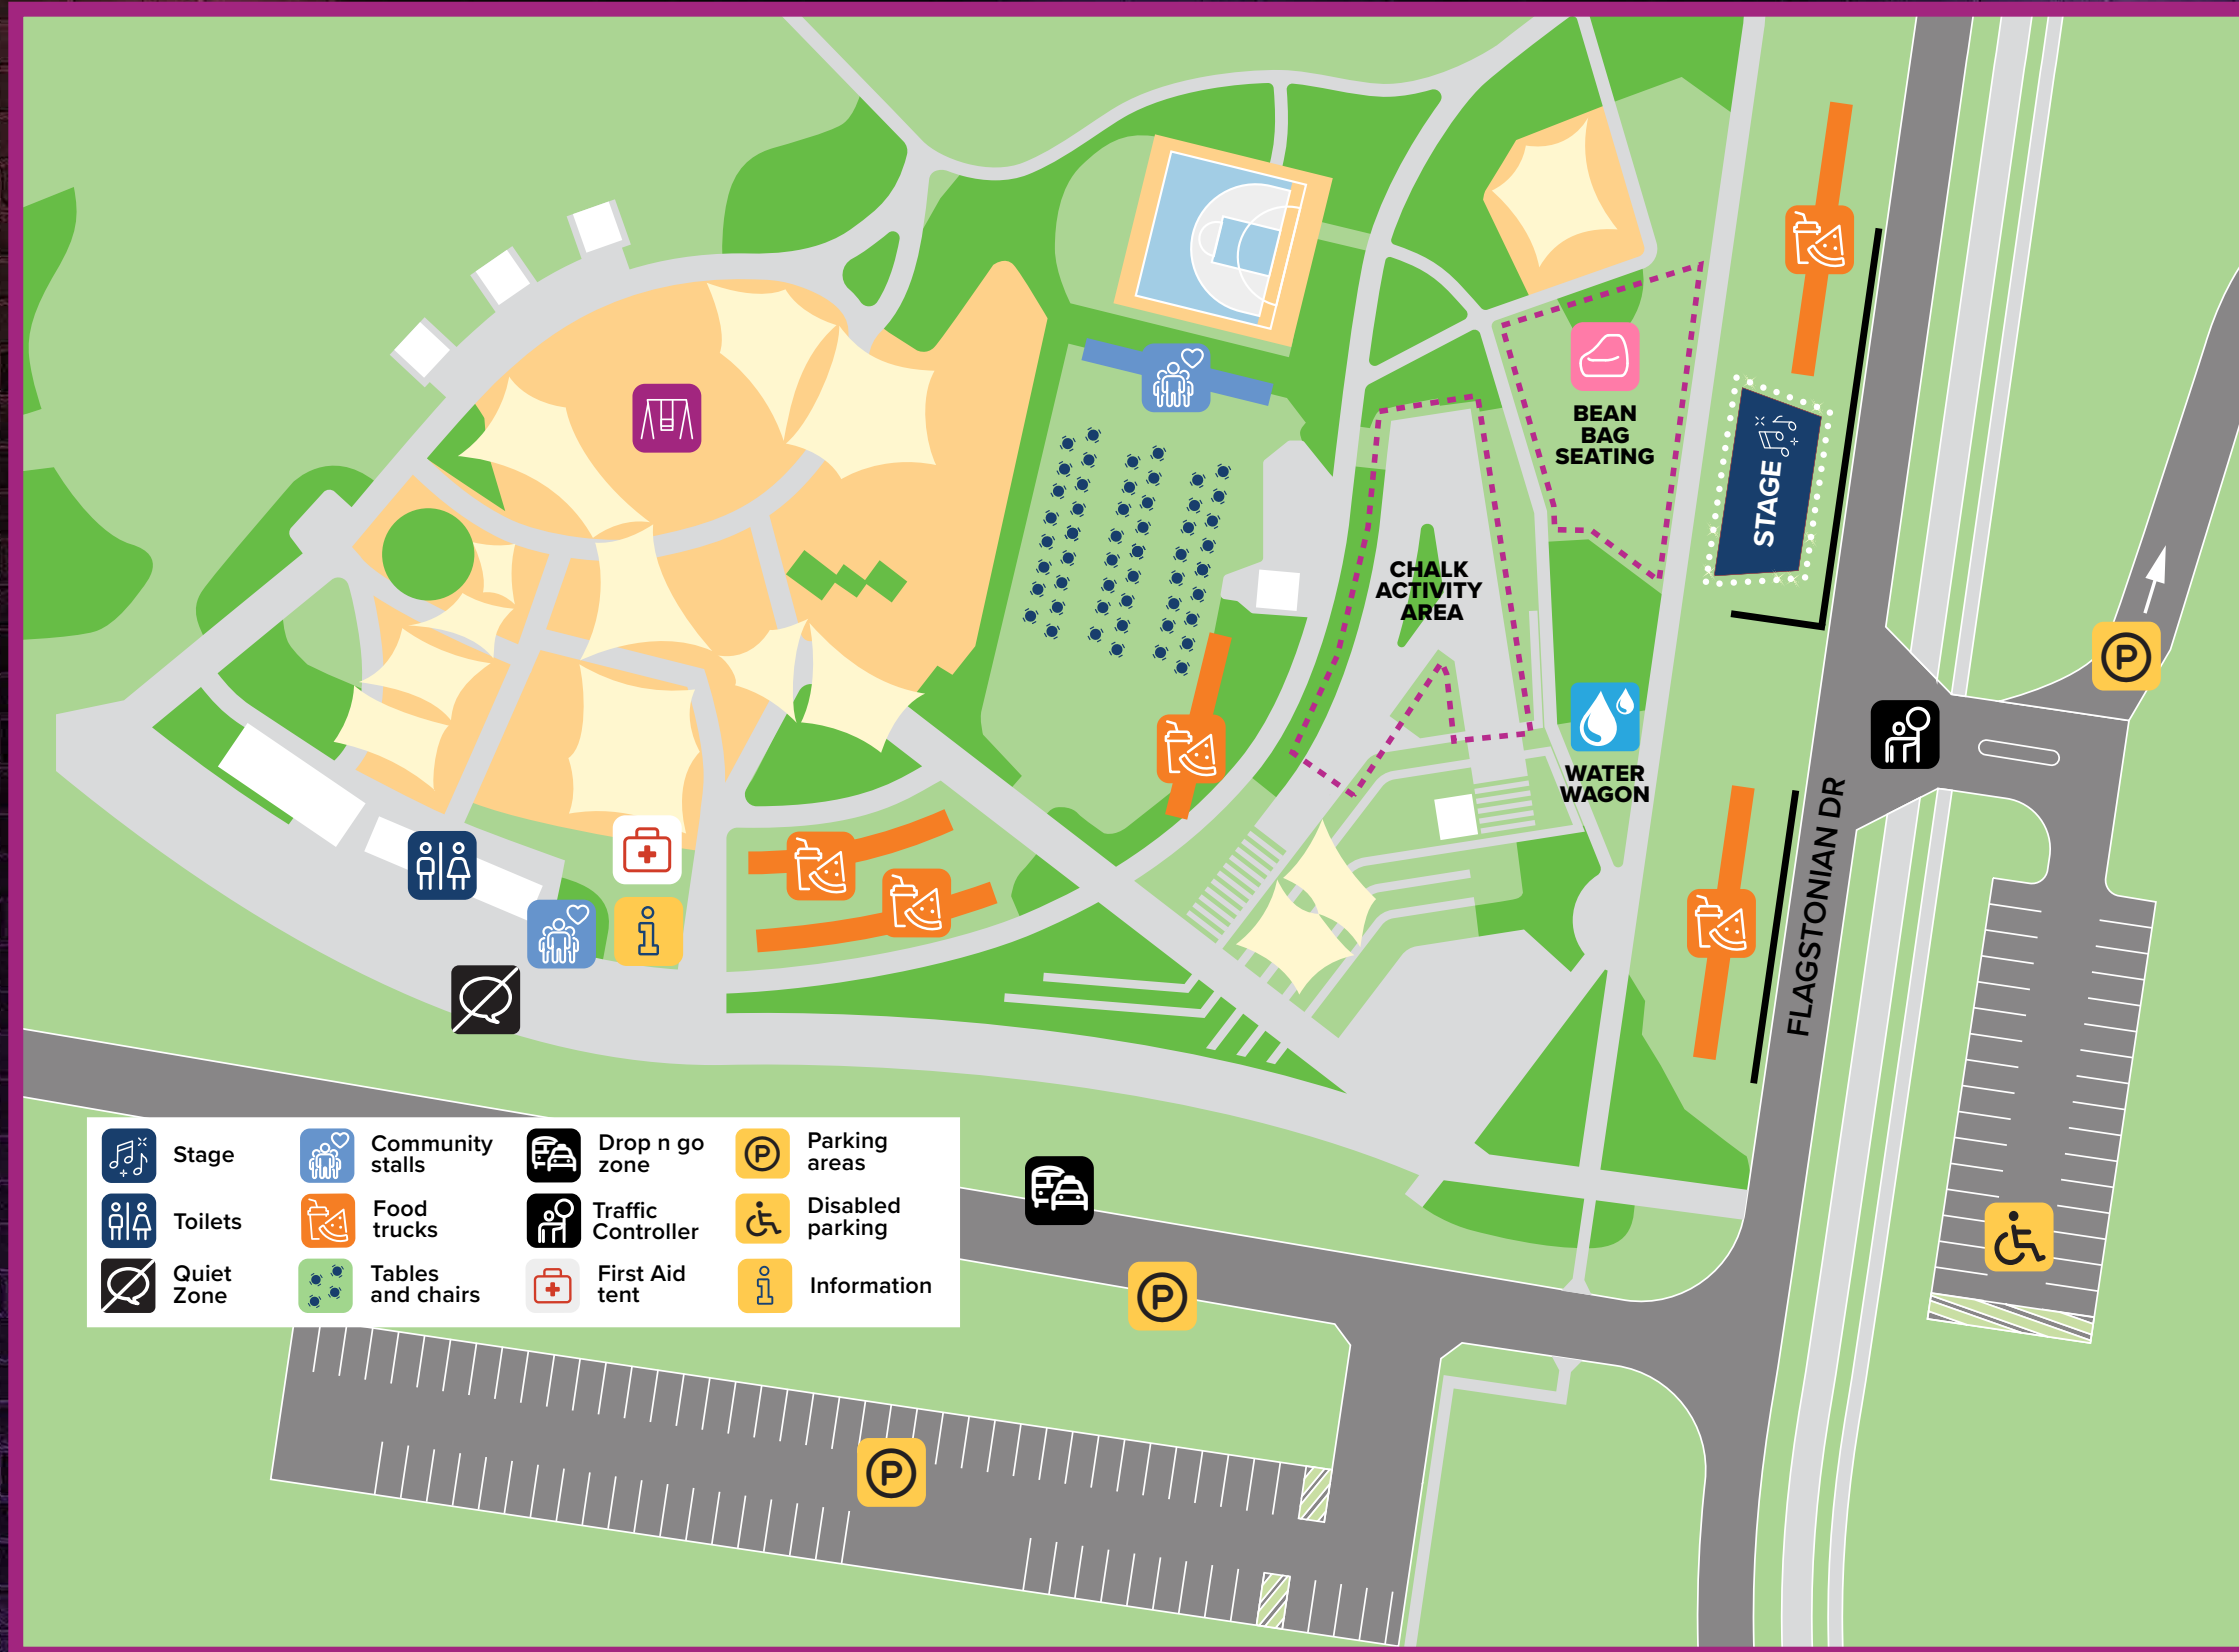 BEAN
BAG
SEATING
STAGE
CHALK
ACTIVITY
AREA
P
WATER
WAGON
FLAGSTONIAN DR
i
Stage
Community
stalls
Drop n go
zone
P
Parking
areas
Toilets
Food
trucks
Traffic
Controller
Disabled
parking
Quiet
Zone
Tables
and chairs
First Aid
tent
i
Information
P
P